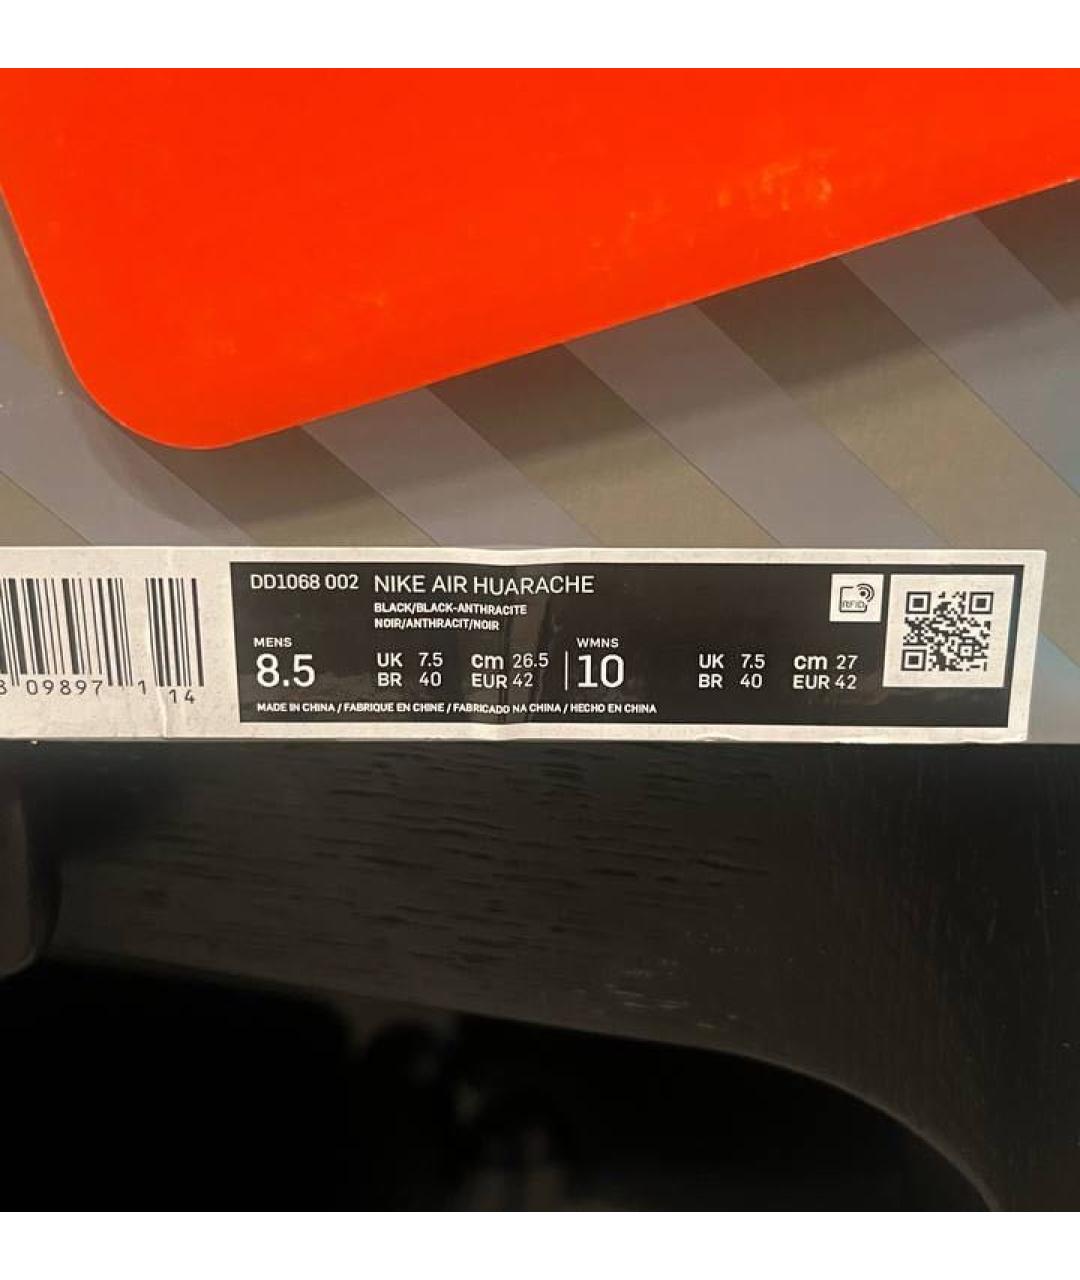 DD1068 002 NIKE AIR HUARACHE
BLACK/BLACK-ANTHRACITE
NOIR/ANTHRACIT/NOIR
MENS
8.5
UK 7.5 cm 26.5
BR 40 EUR 42
WMNS
10
UK 7.5 cm 27
BR 40 EUR 42
MADE IN CHINA / FABRIQUE EN CHINE / FABRICADO NA CHINA / HECHO EN CHINA
RFID
09897 1
14